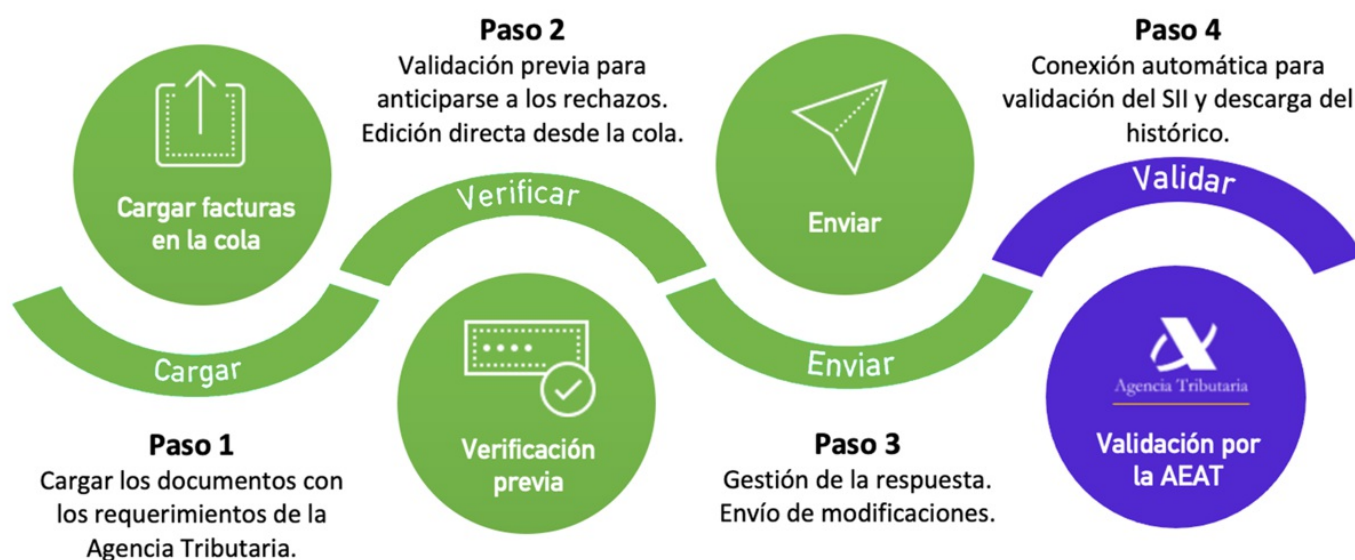 Paso 1
Cargar los documentos con
los requerimientos de la
Agencia Tributaria.
Cargar facturas
en la cola
Cargar
Paso 2
Validación previa para
anticiparse a los rechazos.
Edición directa desde la cola.
Verificar
Verificación
previa
Paso 3
Gestión de la respuesta.
Envío de modificaciones.
Enviar
Enviar
Paso 4
Conexión automática para
validación del SII y descarga del
histórico.
Validar
Agencia Tributaria
Validación por
la AEAT